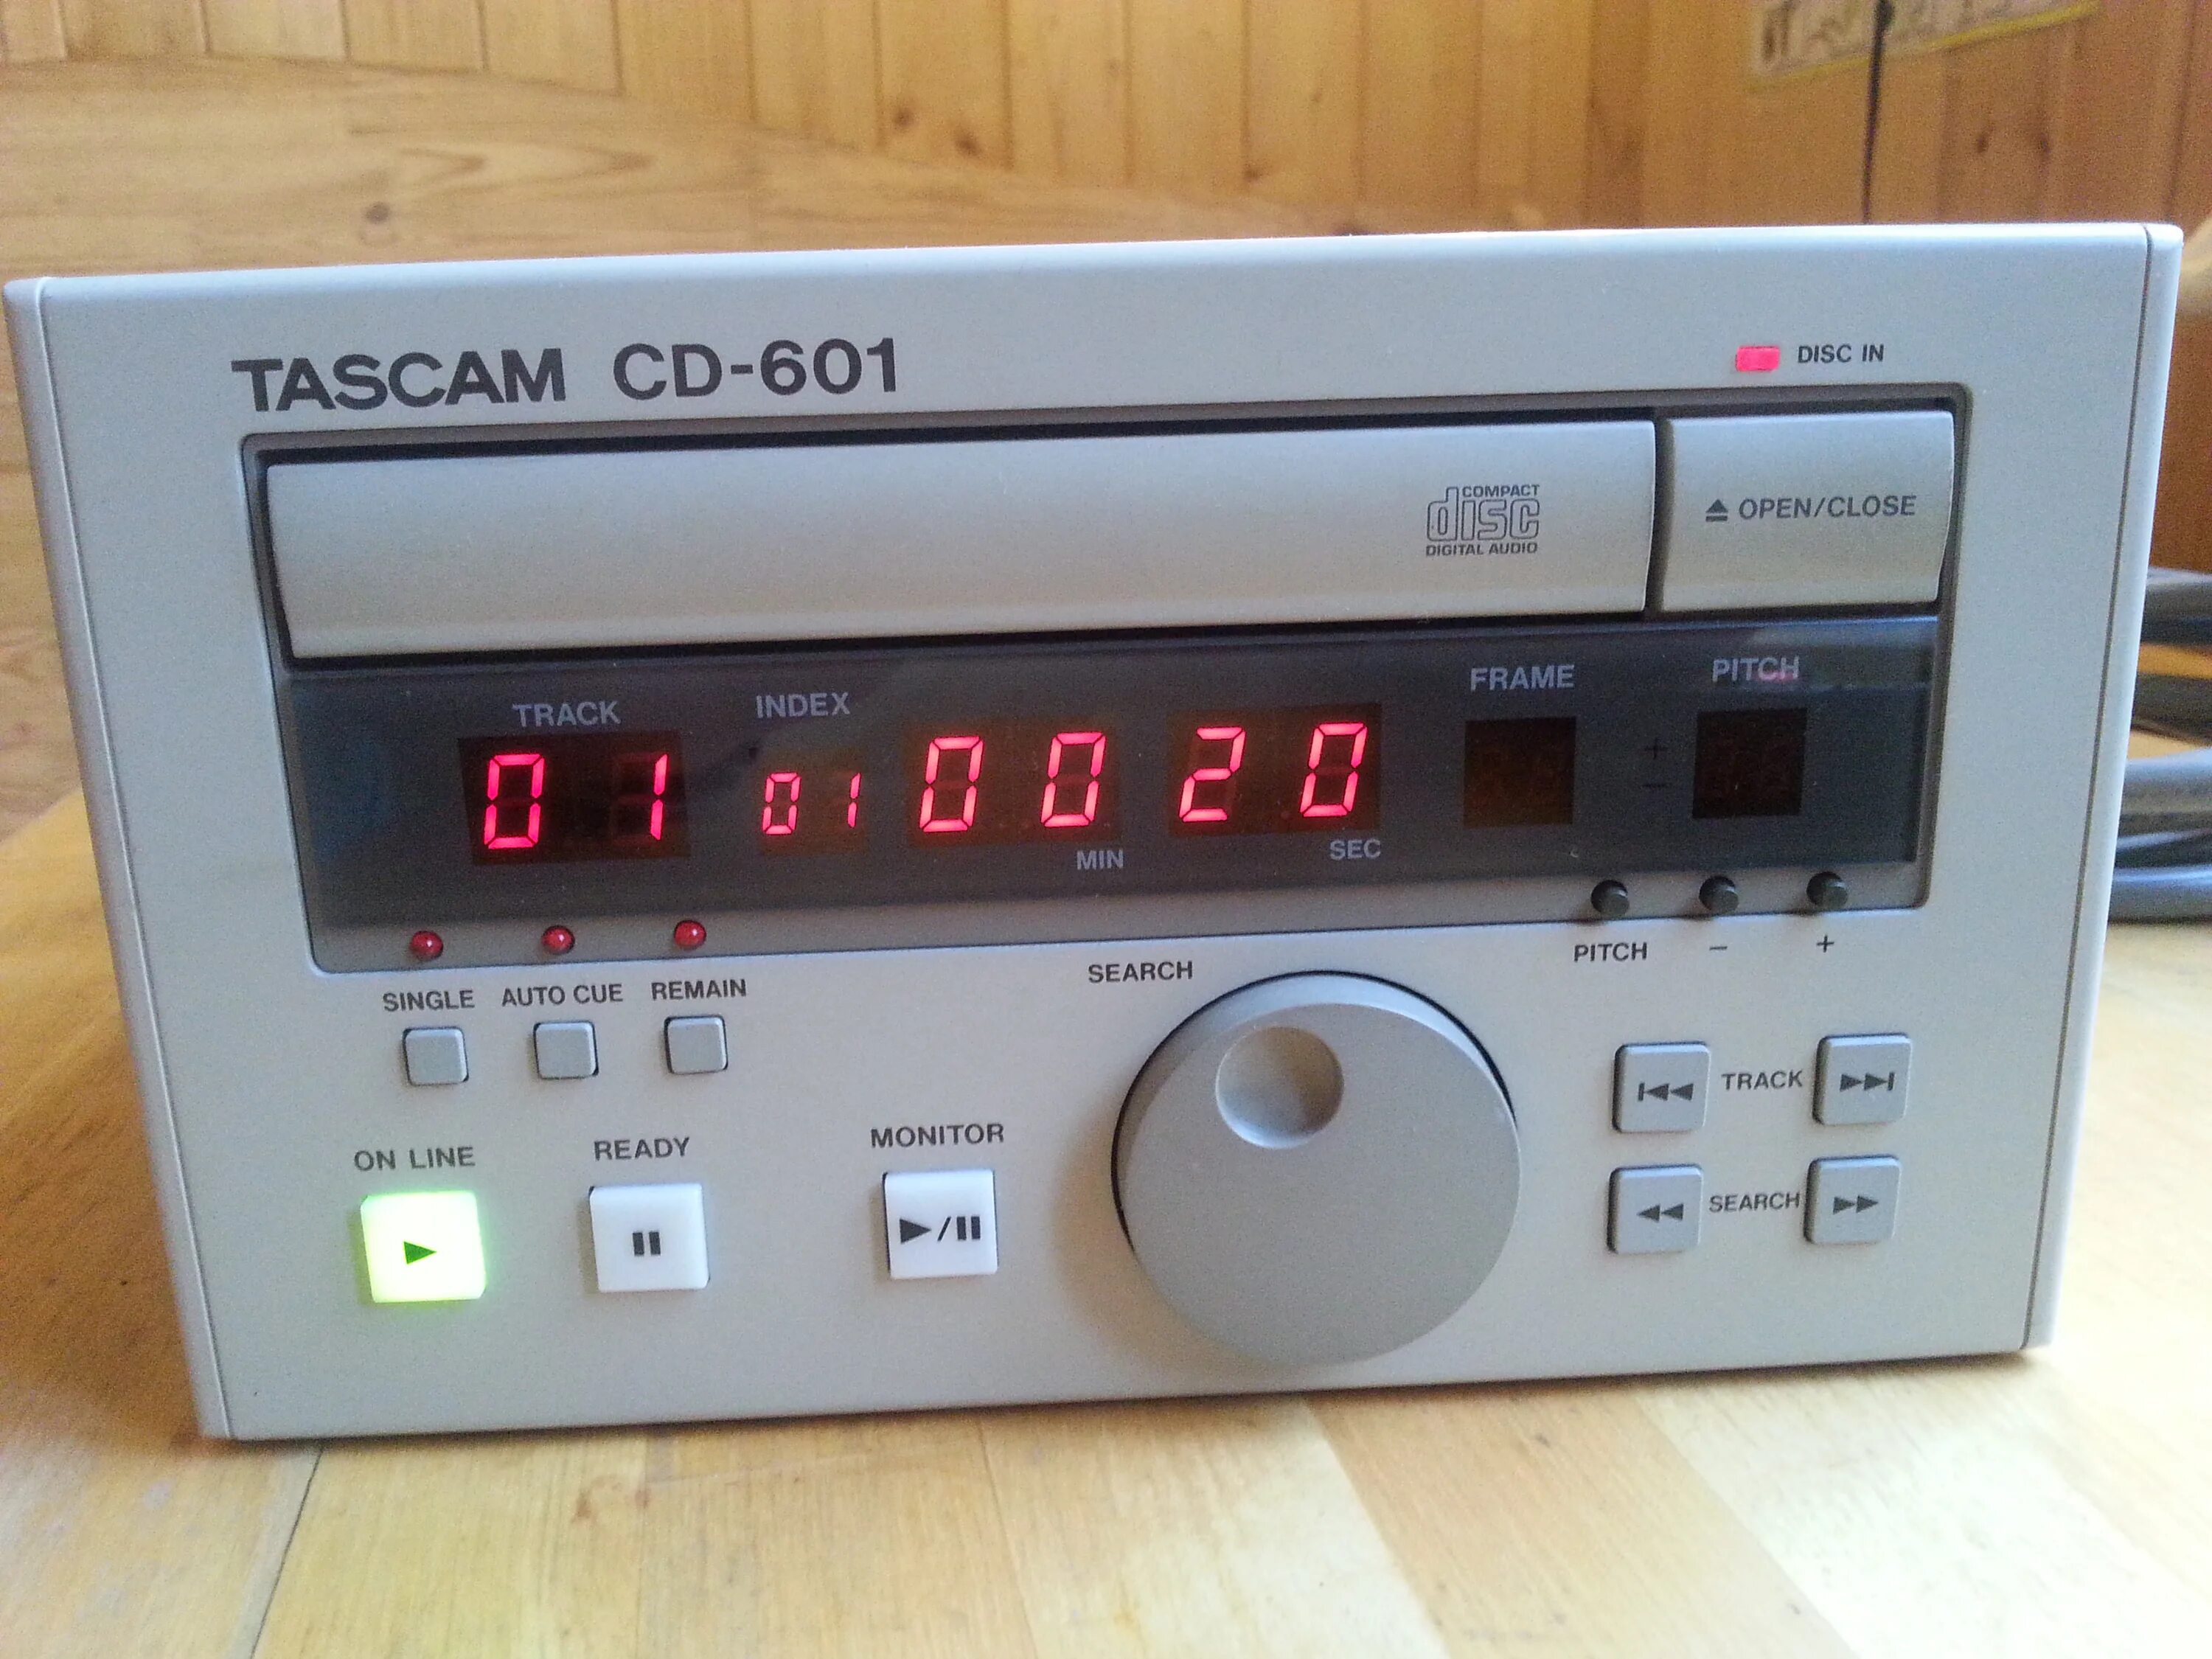 TASCAM CD-601
DISC IN
COMPACT
disc
DIGITAL AUDIO
OPEN/CLOSE
TRACK INDEX FRAME PITCH
01 01 00 20
+
−
MIN SEC
PITCH − +
SINGLE AUTO CUE REMAIN
SEARCH
TRACK
ON LINE READY MONITOR
SEARCH